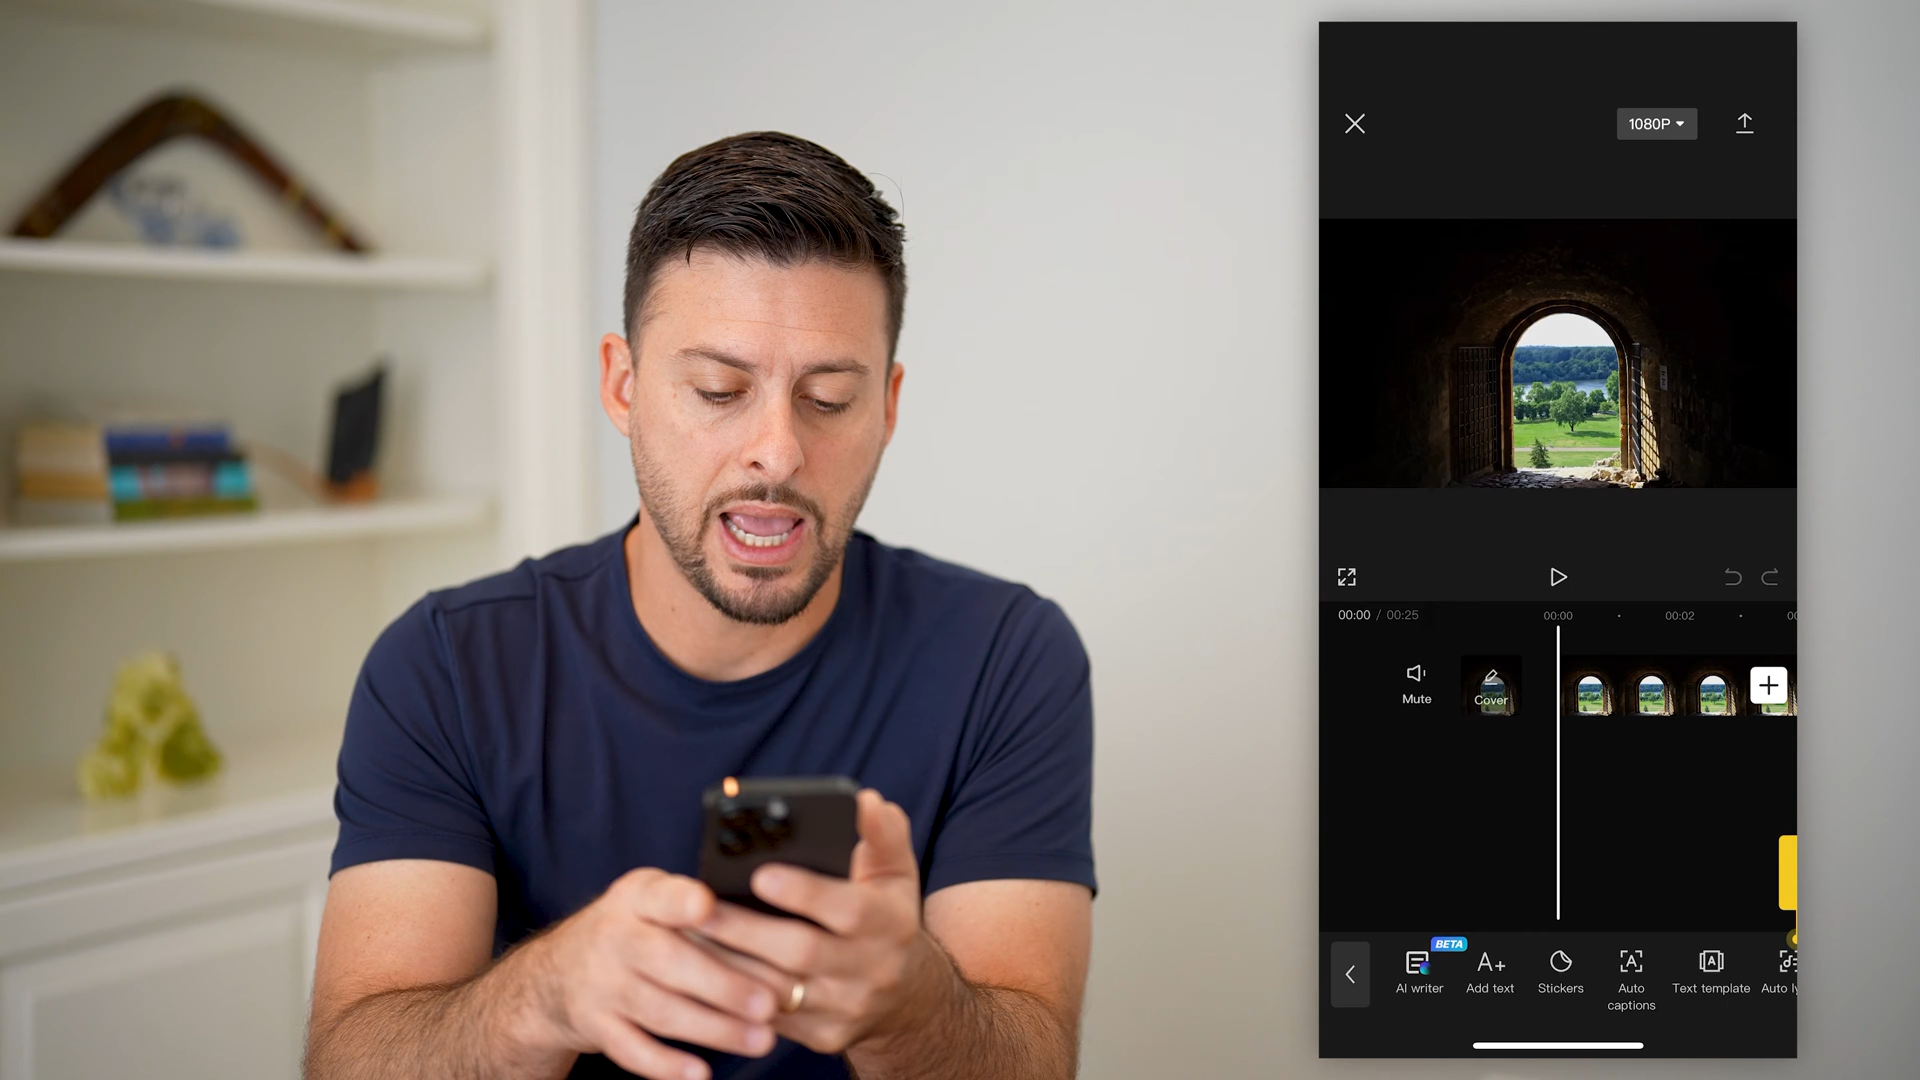 1080P
00:00 / 00:25
00:00
00:02
Mute
Cover
BETA
AI writer
Add text
Stickers
Auto
captions
Text template
Auto